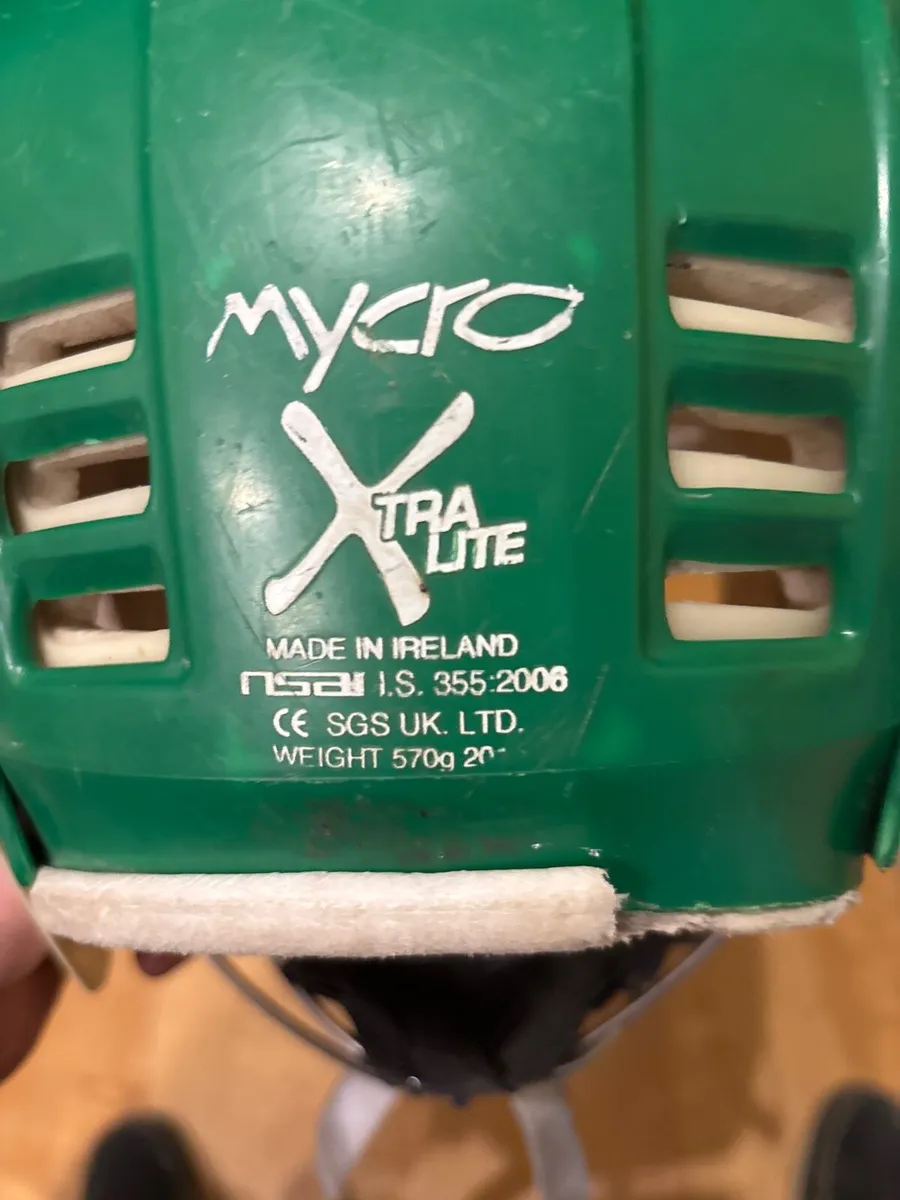 Mycro
XTRA
LITE
MADE IN IRELAND
nsai I.S. 355:2006
CE SGS UK. LTD.
WEIGHT 570g